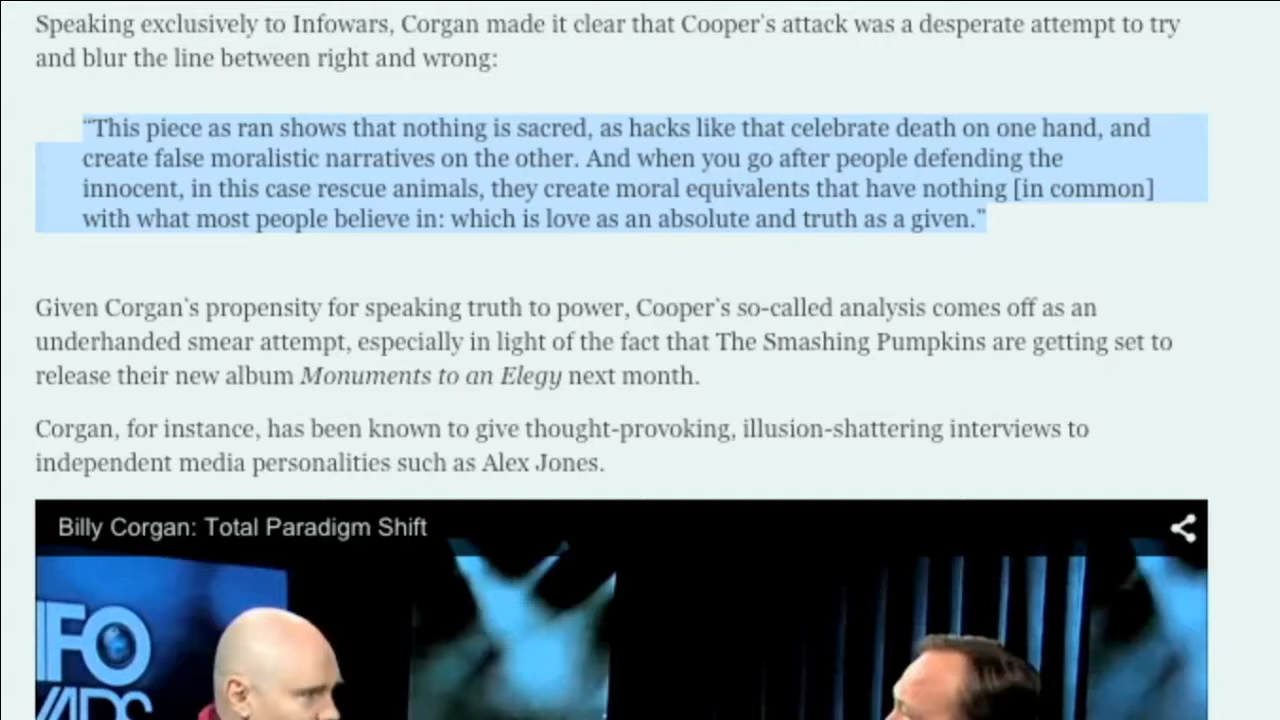 Speaking exclusively to Infowars, Corgan made it clear that Cooper's attack was a desperate attempt to try
and blur the line between right and wrong:
“This piece as ran shows that nothing is sacred, as hacks like that celebrate death on one hand, and
create false moralistic narratives on the other. And when you go after people defending the
innocent, in this case rescue animals, they create moral equivalents that have nothing [in common]
with what most people believe in: which is love as an absolute and truth as a given.”
Given Corgan's propensity for speaking truth to power, Cooper's so-called analysis comes off as an
underhanded smear attempt, especially in light of the fact that The Smashing Pumpkins are getting set to
release their new album Monuments to an Elegy next month.
Corgan, for instance, has been known to give thought-provoking, illusion-shattering interviews to
independent media personalities such as Alex Jones.
Billy Corgan: Total Paradigm Shift
IFO